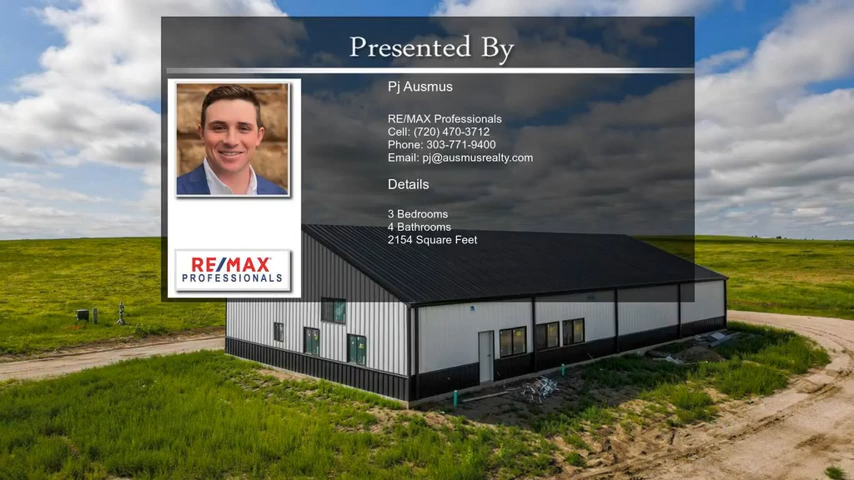 Presented By
Pj Ausmus
RE/MAX Professionals
Cell: (720) 470-3712
Phone: 303-771-9400
Email: pj@ausmusrealty.com
Details
3 Bedrooms
4 Bathrooms
2154 Square Feet
RE/MAX
PROFESSIONALS